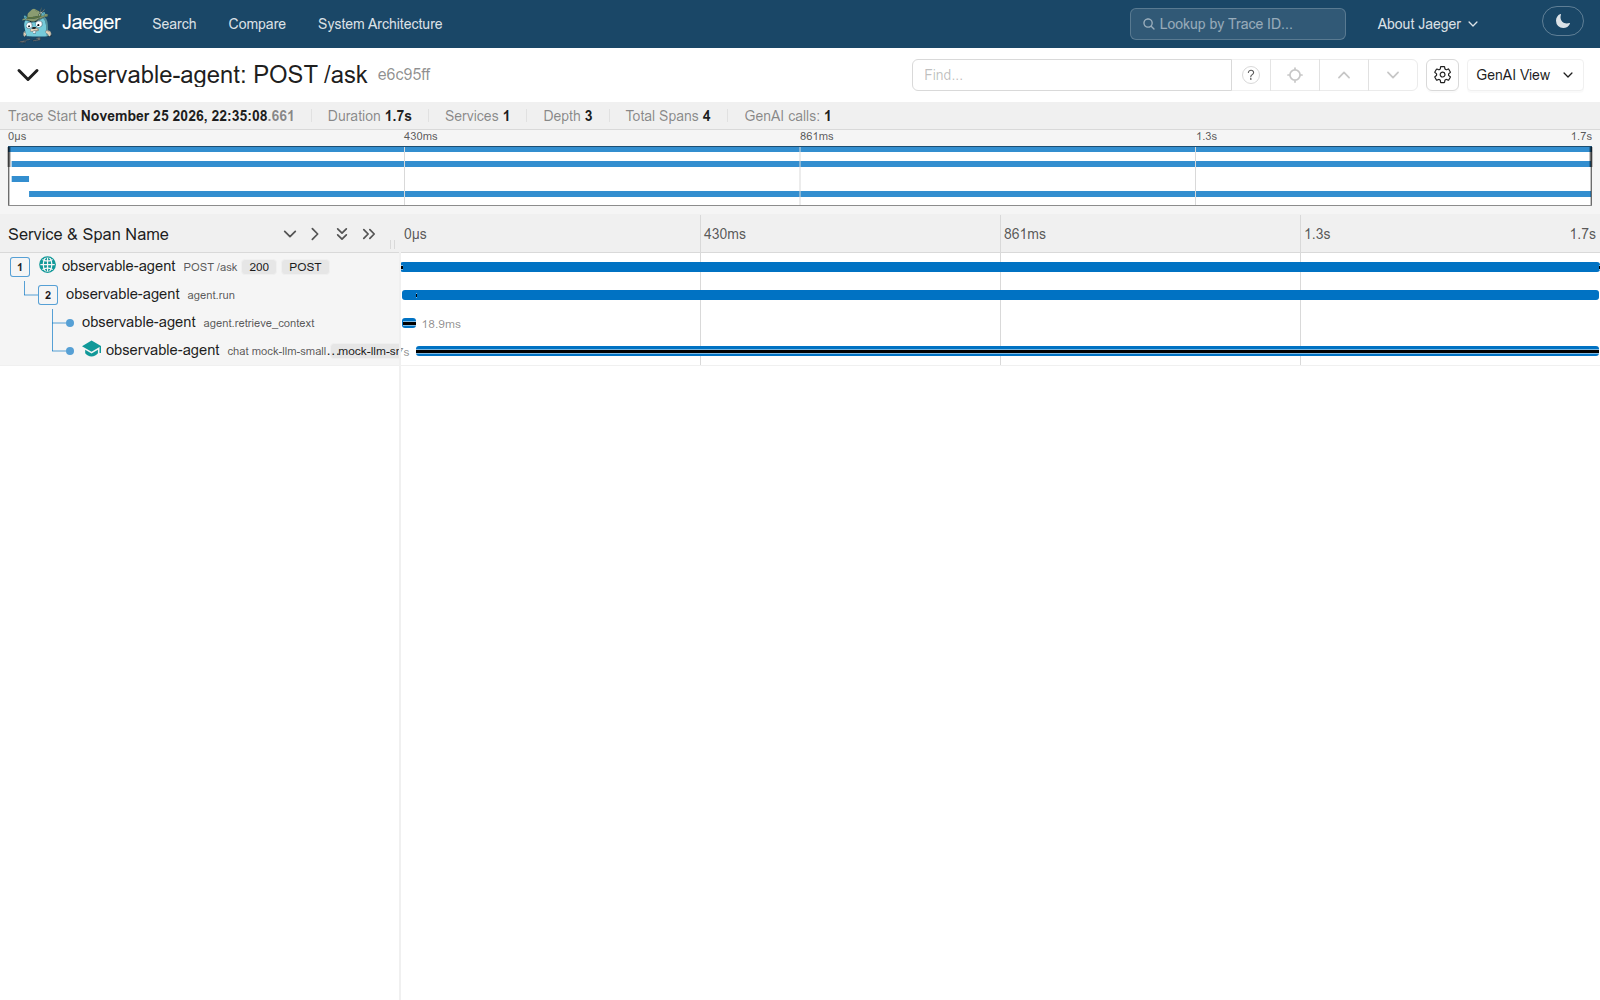 Jaeger Search Compare System Architecture Lookup by Trace ID... About Jaeger
observable-agent: POST /ask e6c95ff Find... ? GenAI View
Trace Start November 25 2026, 22:35:08.661 Duration 1.7s Services 1 Depth 3 Total Spans 4 GenAI calls: 1
0μs 430ms 861ms 1.3s 1.7s
Service & Span Name 0μs 430ms 861ms 1.3s 1.7s
1 observable-agent POST /ask 200 POST
2 observable-agent agent.run
observable-agent agent.retrieve_context 18.9ms
observable-agent chat mock-llm-small...